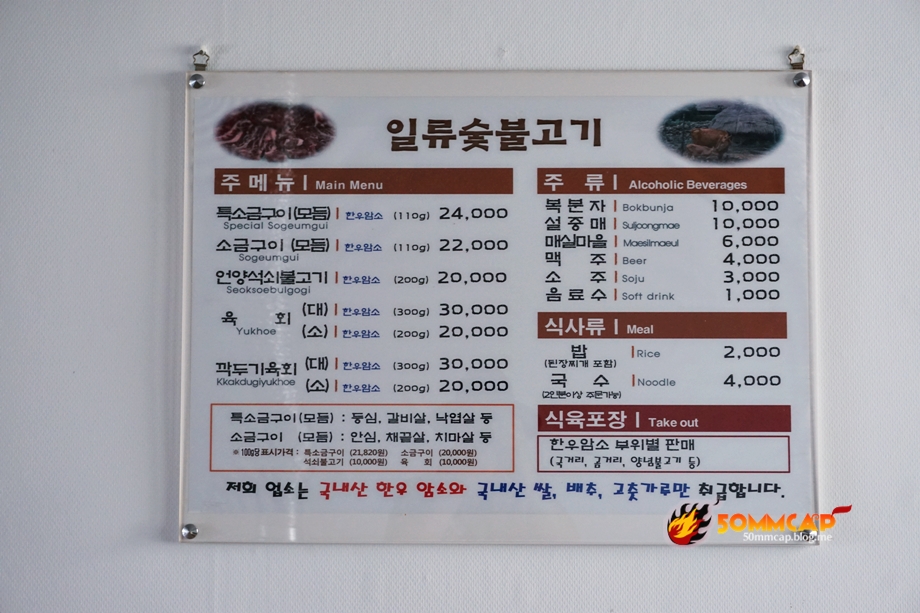 일류숯불고기
주메뉴 | Main Menu
특소금구이(모듬) | 한우암소 (110g) 24,000
Special Sogeumgui
소금구이 (모듬) | 한우암소 (110g) 22,000
Sogeumgui
언양석쇠불고기 | 한우암소 (200g) 20,000
Seoksoebulgogi
육 회 (대) | 한우암소 (300g) 30,000
Yukhoe (소) | 한우암소 (200g) 20,000
깍두기육회 (대) | 한우암소 (300g) 30,000
Kkakdugiyukhoe (소) | 한우암소 (200g) 20,000
특소금구이(모듬) : 등심, 갈비살, 낙엽살 등
소금구이 (모듬) : 안심, 채끝살, 치마살 등
※100g당 표시가격 : 특소금구이 (21,820원) 소금구이 (20,000원)
석쇠불고기 (10,000원) 육 회 (10,000원)
주 류 | Alcoholic Beverages
복분자 | Bokbunja 10,000
설중매 | Suljoongmae 10,000
매실마을 | Maesilmaeul 6,000
맥 주 | Beer 4,000
소 주 | Soju 3,000
음료수 | Soft drink 1,000
식사류 | Meal
밥 | Rice 2,000
(된장찌개 포함)
국 수 | Noodle 4,000
(2인분이상 주문가능)
식육포장 | Take out
한우암소 부위별 판매
(국거리, 굼거리, 양념불고기 등)
저희 업소는 국내산 한우 암소와 국내산 쌀, 배추, 고춧가루만 취급합니다.
50MMCAP
50mmcap.blog.me